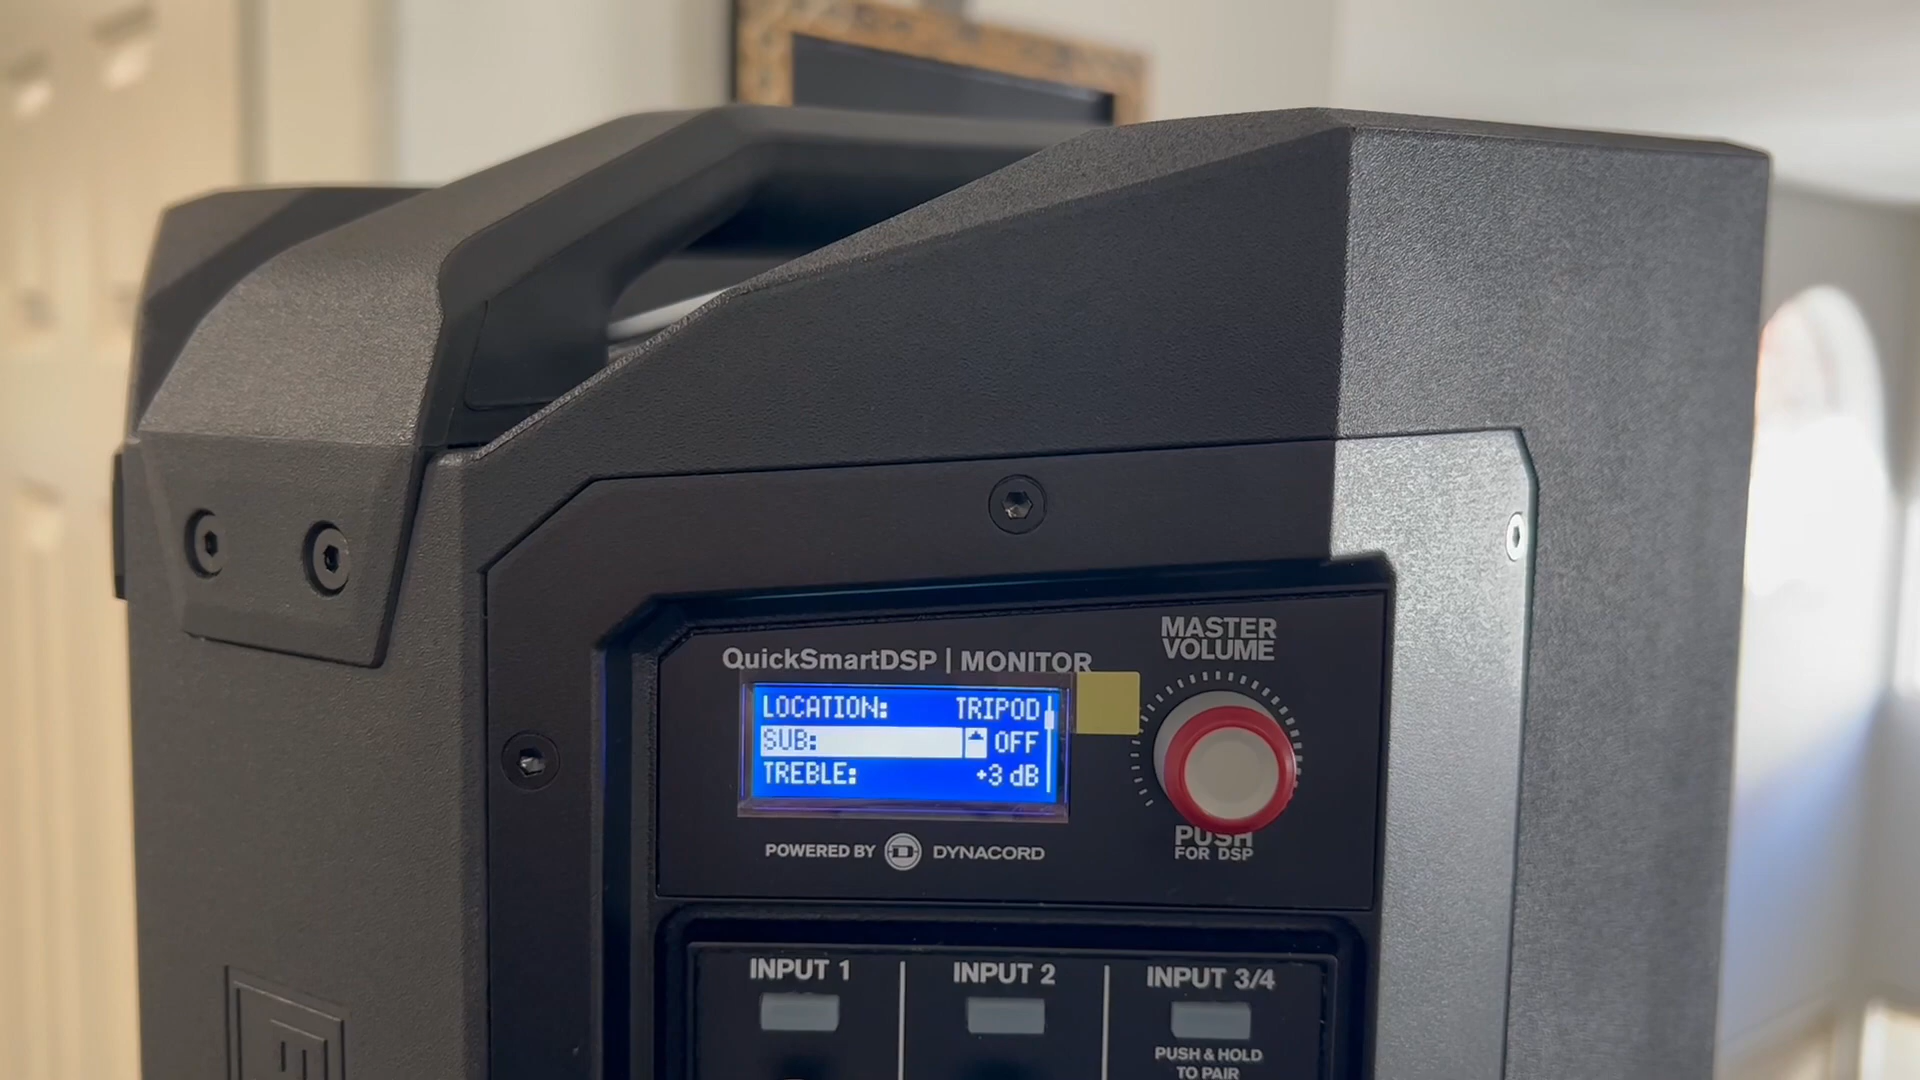 QuickSmartDSP | MONITOR
MASTER
VOLUME
LOCATION: TRIPOD
SUB: OFF
TREBLE: +3 dB
PUSH
FOR DSP
POWERED BY DYNACORD
INPUT 1
INPUT 2
INPUT 3/4
PUSH & HOLD
TO PAIR